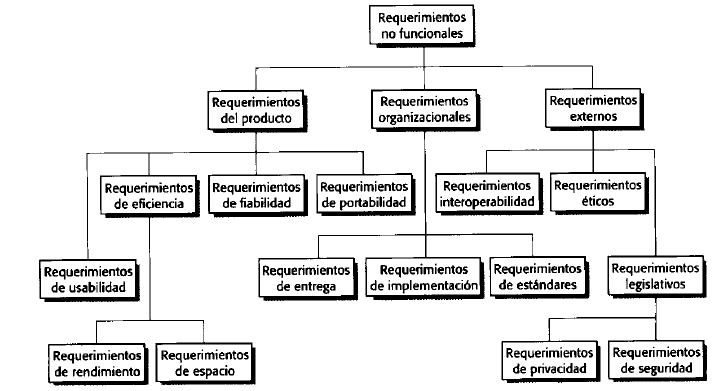 Requerimientos
no funcionales
Requerimientos
del producto
Requerimientos
organizacionales
Requerimientos
externos
Requerimientos
de eficiencia
Requerimientos
de fiabilidad
Requerimientos
de portabilidad
Requerimientos
interoperabilidad
Requerimientos
éticos
Requerimientos
de usabilidad
Requerimientos
de entrega
Requerimientos
de implementación
Requerimientos
de estándares
Requerimientos
legislativos
Requerimientos
de rendimiento
Requerimientos
de espacio
Requerimientos
de privacidad
Requerimientos
de seguridad